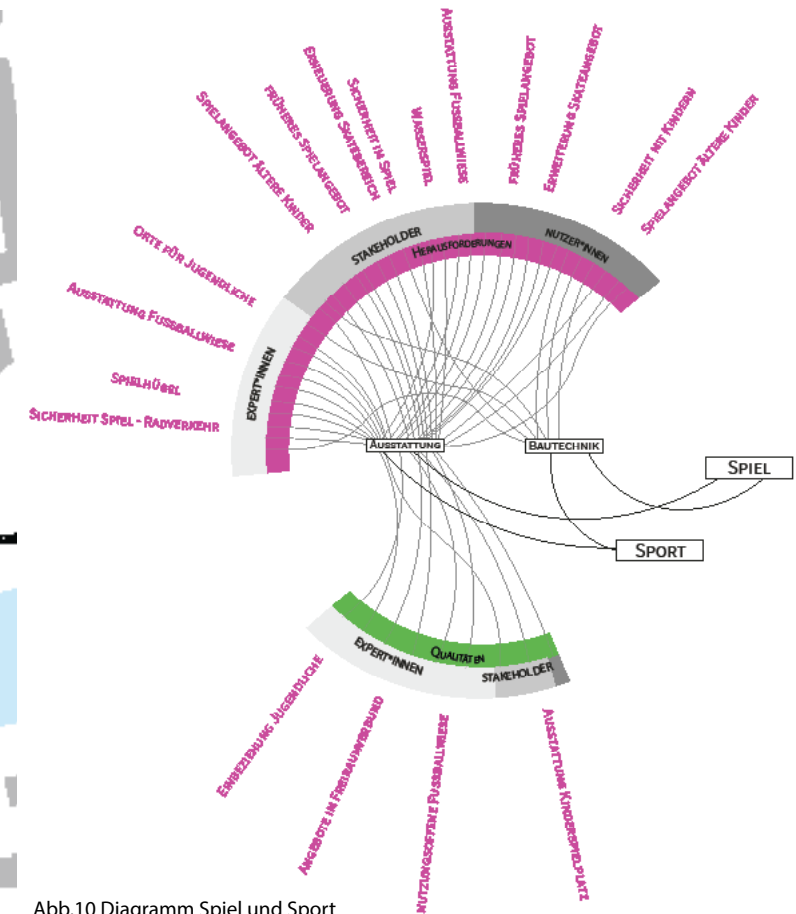 Ausstattung Fussballwiese
früheres Spielangebot
Erweiterung Skateangebot
Erneuerung Skatebereich
Sicherheit im Spiel
Wasserspiel
früheres Spielangebot
Spielangebot Ältere Kinder
Sicherheit mit Kindern
Spielangebot Ältere Kinder
Orte für Jugendliche
Ausstattung Fussballwiese
Spielhügel
Sicherheit Spiel - Radverkehr
Stakeholder
Herausforderungen
Nutzer*innen
Expert*innen
Ausstattung
Bautechnik
Spiel
Sport
Qualitäten
Expert*innen
Stakeholder
Einbeziehung Jugendliche
Angebote im Freiraumverbund
Nutzungsoffene Fussballwiese
Ausstattung Kinderspielplatz
Abb.10 Diagramm Spiel und Sport